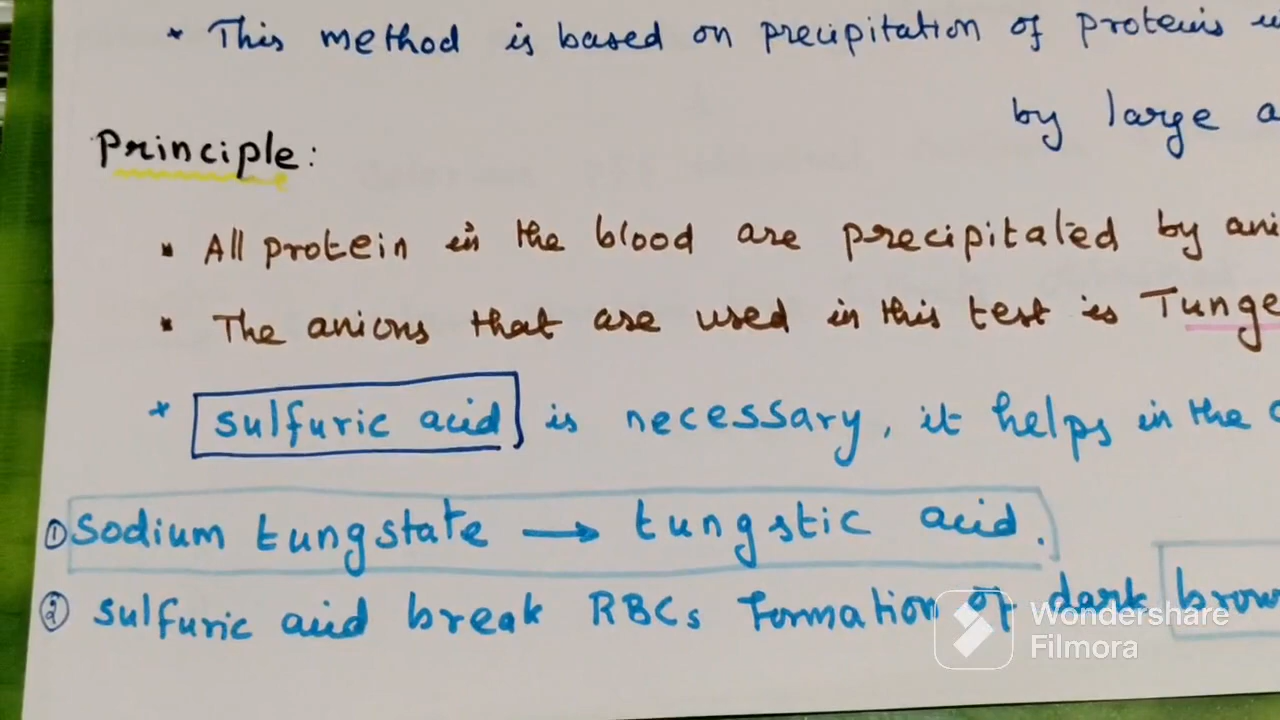 * This method is based on precipitation of proteins
by large a
Principle:
▪ All protein in the blood are precipitated by ani
▪ The anions that are used in this test is Tungs
* sulfuric acid is necessary, it helps in the
① Sodium tungstate → tungstic acid.
② sulfuric acid break RBCs formation of dark brow
Wondershare
Filmora